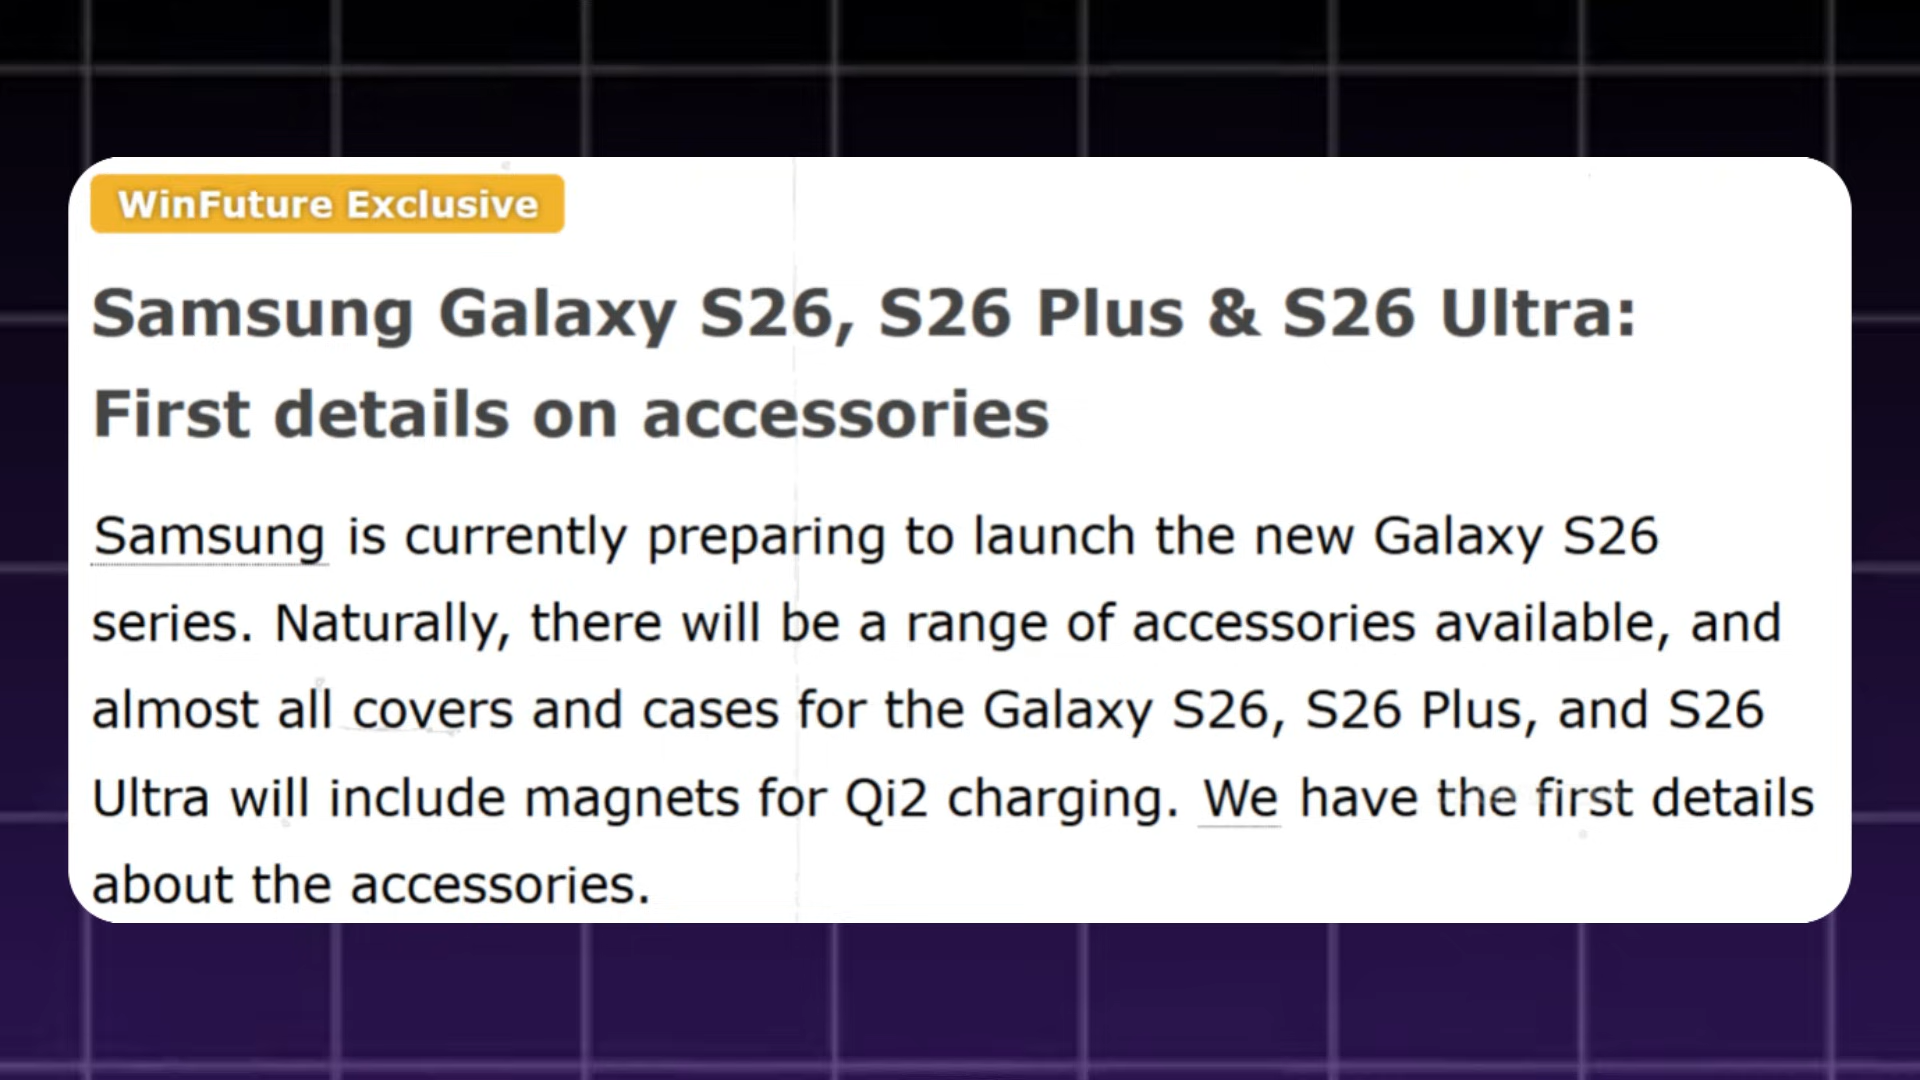 WinFuture Exclusive
Samsung Galaxy S26, S26 Plus & S26 Ultra:
First details on accessories
Samsung is currently preparing to launch the new Galaxy S26
series. Naturally, there will be a range of accessories available, and
almost all covers and cases for the Galaxy S26, S26 Plus, and S26
Ultra will include magnets for Qi2 charging. We have the first details
about the accessories.